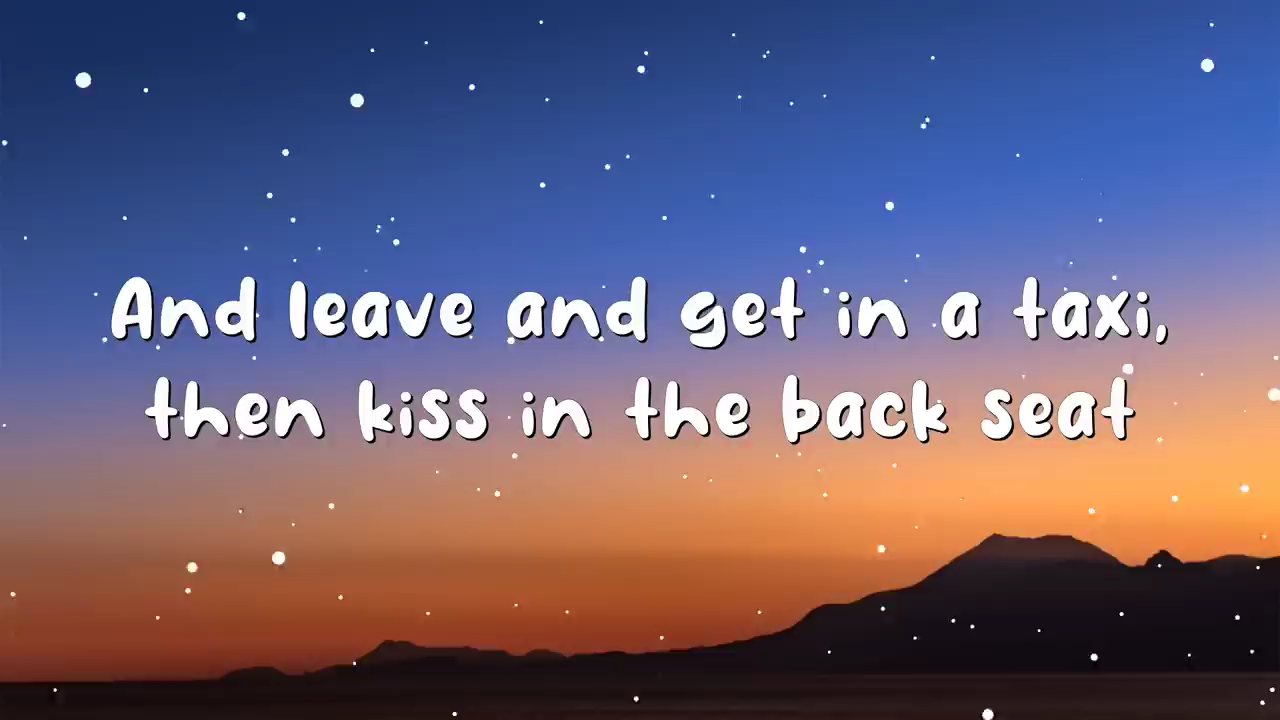 And leave and get in a taxi,
then kiss in the back seat